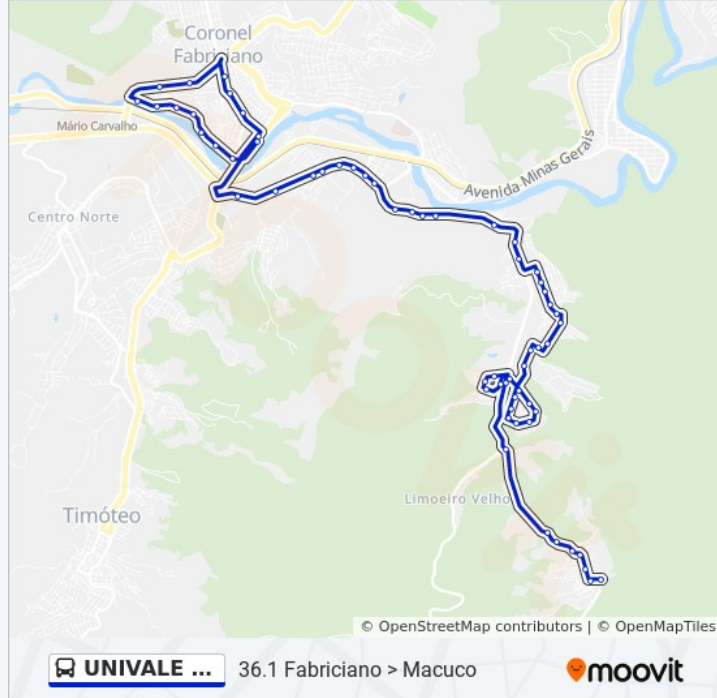 Coronel
Fabriciano
Mário Carvalho
Avenida Minas Gerais
Centro Norte
Limoeiro Velho
Timóteo
© OpenStreetMap contributors | © OpenMapTiles
UNIVALE ...
36.1 Fabriciano > Macuco
moovit